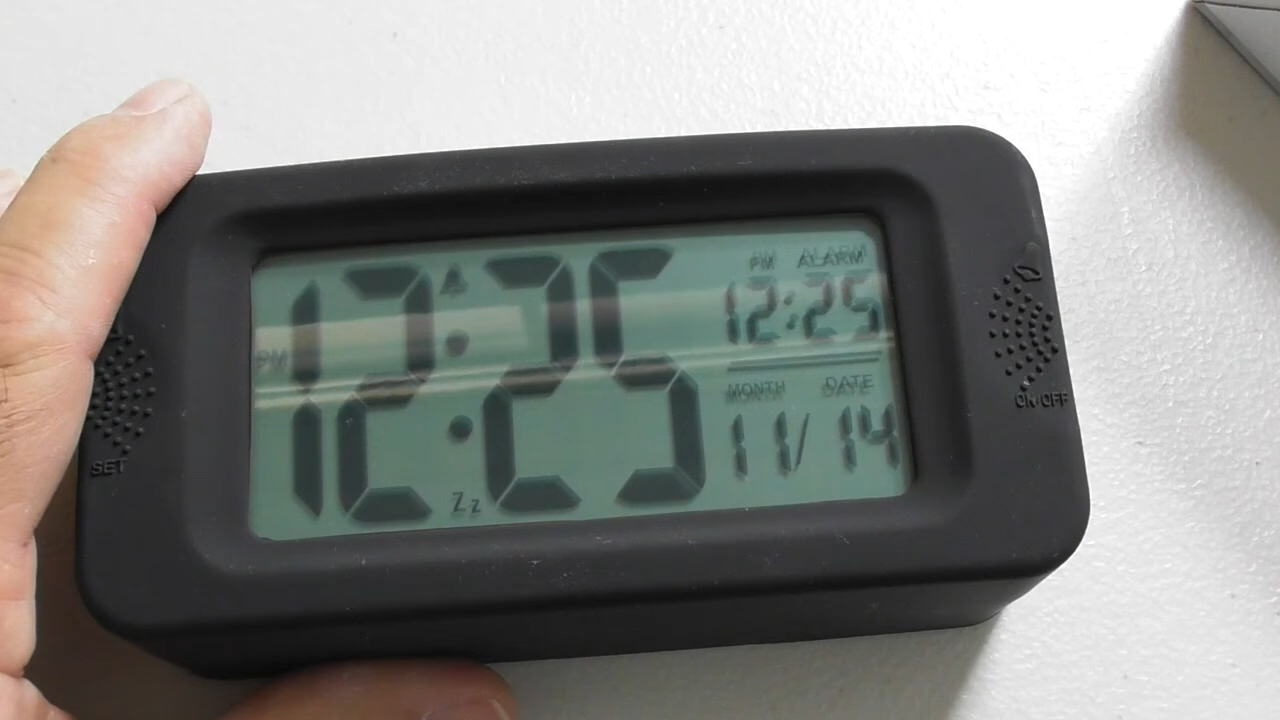 PM 12:25
Zz
PM ALARM
12:25
MONTH DATE
11/14
SET
ON·OFF